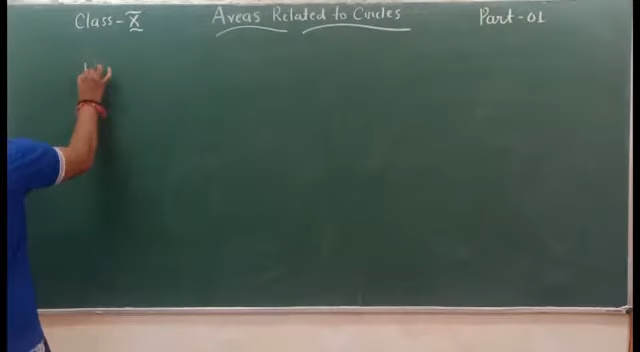 Class - X Areas Related to Circles Part - 01